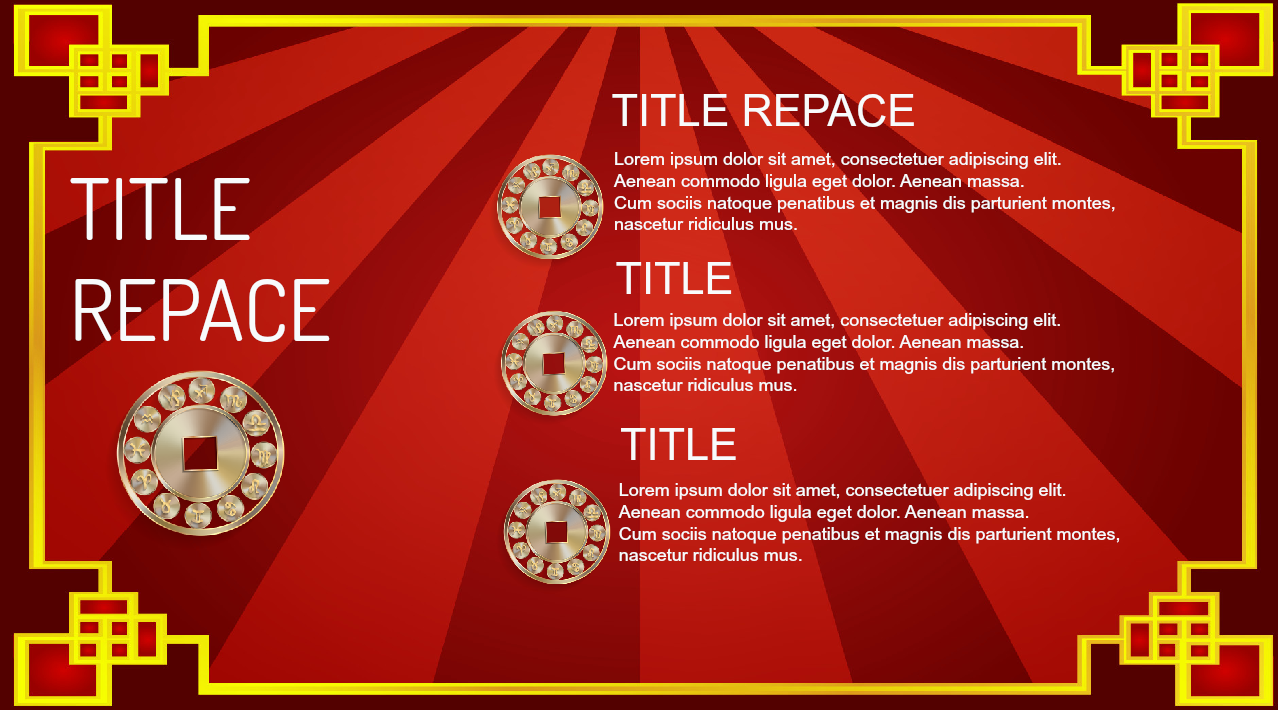 TITLE
REPACE
TITLE REPACE
Lorem ipsum dolor sit amet, consectetuer adipiscing elit.
Aenean commodo ligula eget dolor. Aenean massa.
Cum sociis natoque penatibus et magnis dis parturient montes,
nascetur ridiculus mus.
TITLE
Lorem ipsum dolor sit amet, consectetuer adipiscing elit.
Aenean commodo ligula eget dolor. Aenean massa.
Cum sociis natoque penatibus et magnis dis parturient montes,
nascetur ridiculus mus.
TITLE
Lorem ipsum dolor sit amet, consectetuer adipiscing elit.
Aenean commodo ligula eget dolor. Aenean massa.
Cum sociis natoque penatibus et magnis dis parturient montes,
nascetur ridiculus mus.